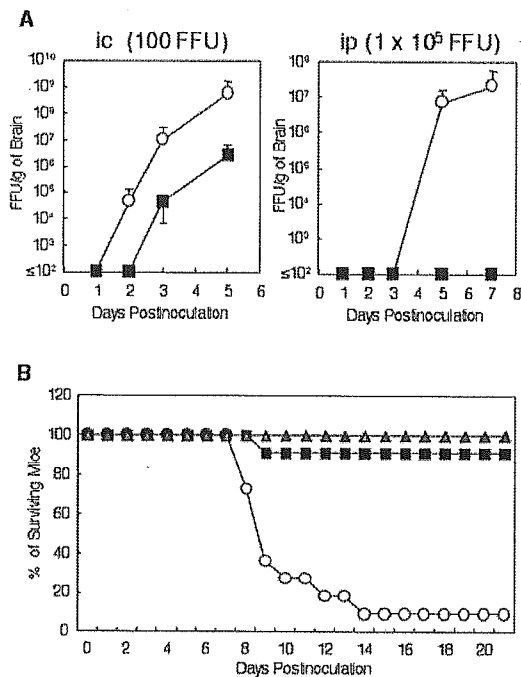 A
ic (100 FFU)
ip (1 x 10⁵ FFU)
FFU/g of Brain
10¹⁰
10⁹
10⁸
10⁷
10⁶
10⁵
10⁴
10³
≤10²
0 1 2 3 4 5 6
Days Postinoculation
FFU/g of Brain
10⁹
10⁸
10⁷
10⁶
10⁵
10⁴
10³
≤10²
0 1 2 3 4 5 6 7 8
Days Postinoculation
B
% of Surviving Mice
120
100
80
60
40
20
0
0 2 4 6 8 10 12 14 16 18 20
Days Postinoculation